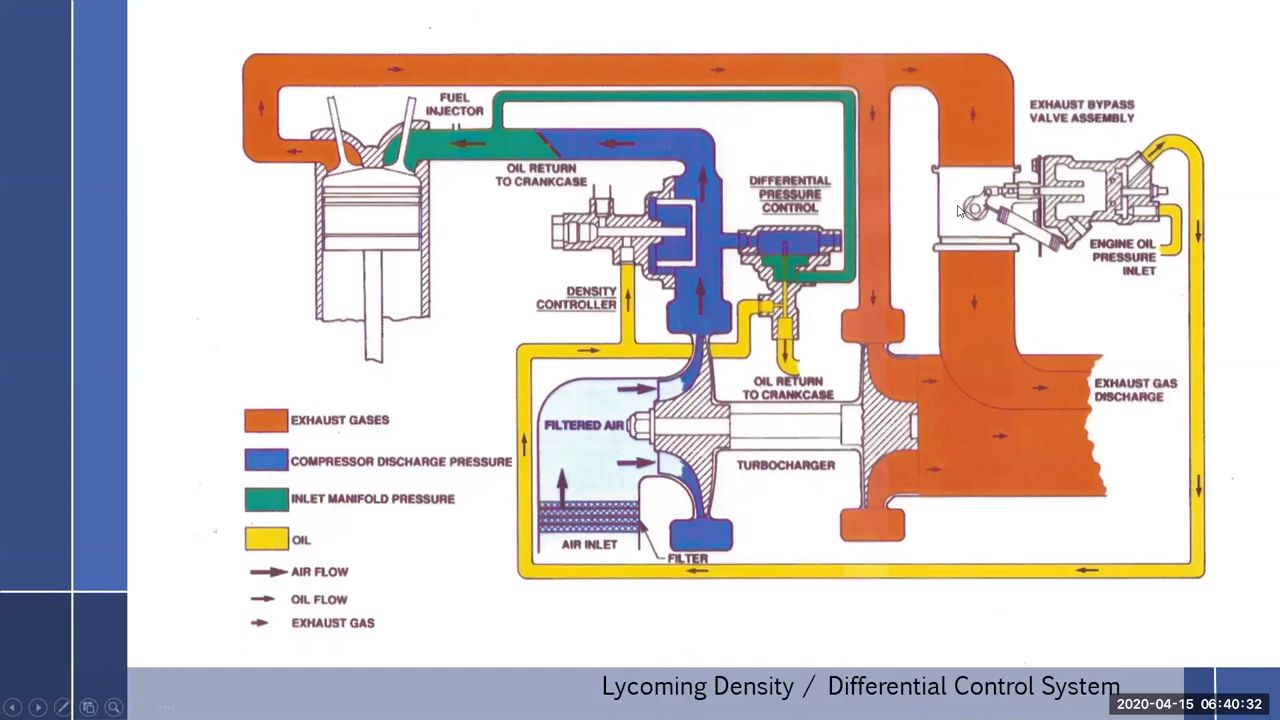 FUEL
INJECTOR
EXHAUST BYPASS
VALVE ASSEMBLY
OIL RETURN
TO CRANKCASE
DIFFERENTIAL
PRESSURE
CONTROL
ENGINE OIL
PRESSURE
INLET
DENSITY
CONTROLLER
OIL RETURN
TO CRANKCASE
EXHAUST GAS
DISCHARGE
FILTERED AIR
TURBOCHARGER
AIR INLET
FILTER
EXHAUST GASES
COMPRESSOR DISCHARGE PRESSURE
INLET MANIFOLD PRESSURE
OIL
AIR FLOW
OIL FLOW
EXHAUST GAS
Lycoming Density / Differential Control System
2020-04-15 06:40:32